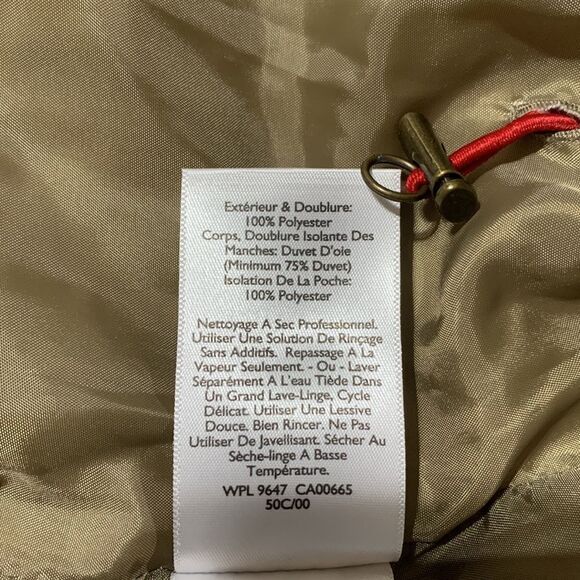 Extérieur & Doublure:
100% Polyester
Corps, Doublure Isolante Des
Manches: Duvet D'oie
(Minimum 75% Duvet)
Isolation De La Poche:
100% Polyester
Nettoyage A Sec Professionnel.
Utiliser Une Solution De Rinçage
Sans Additifs. Repassage A La
Vapeur Seulement. - Ou - Laver
Séparément A L'eau Tiède Dans
Un Grand Lave-Linge, Cycle
Délicat. Utiliser Une Lessive
Douce. Bien Rincer. Ne Pas
Utiliser De Javellisant. Sécher Au
Sèche-linge A Basse
Température.
WPL 9647 CA00665
50C/00